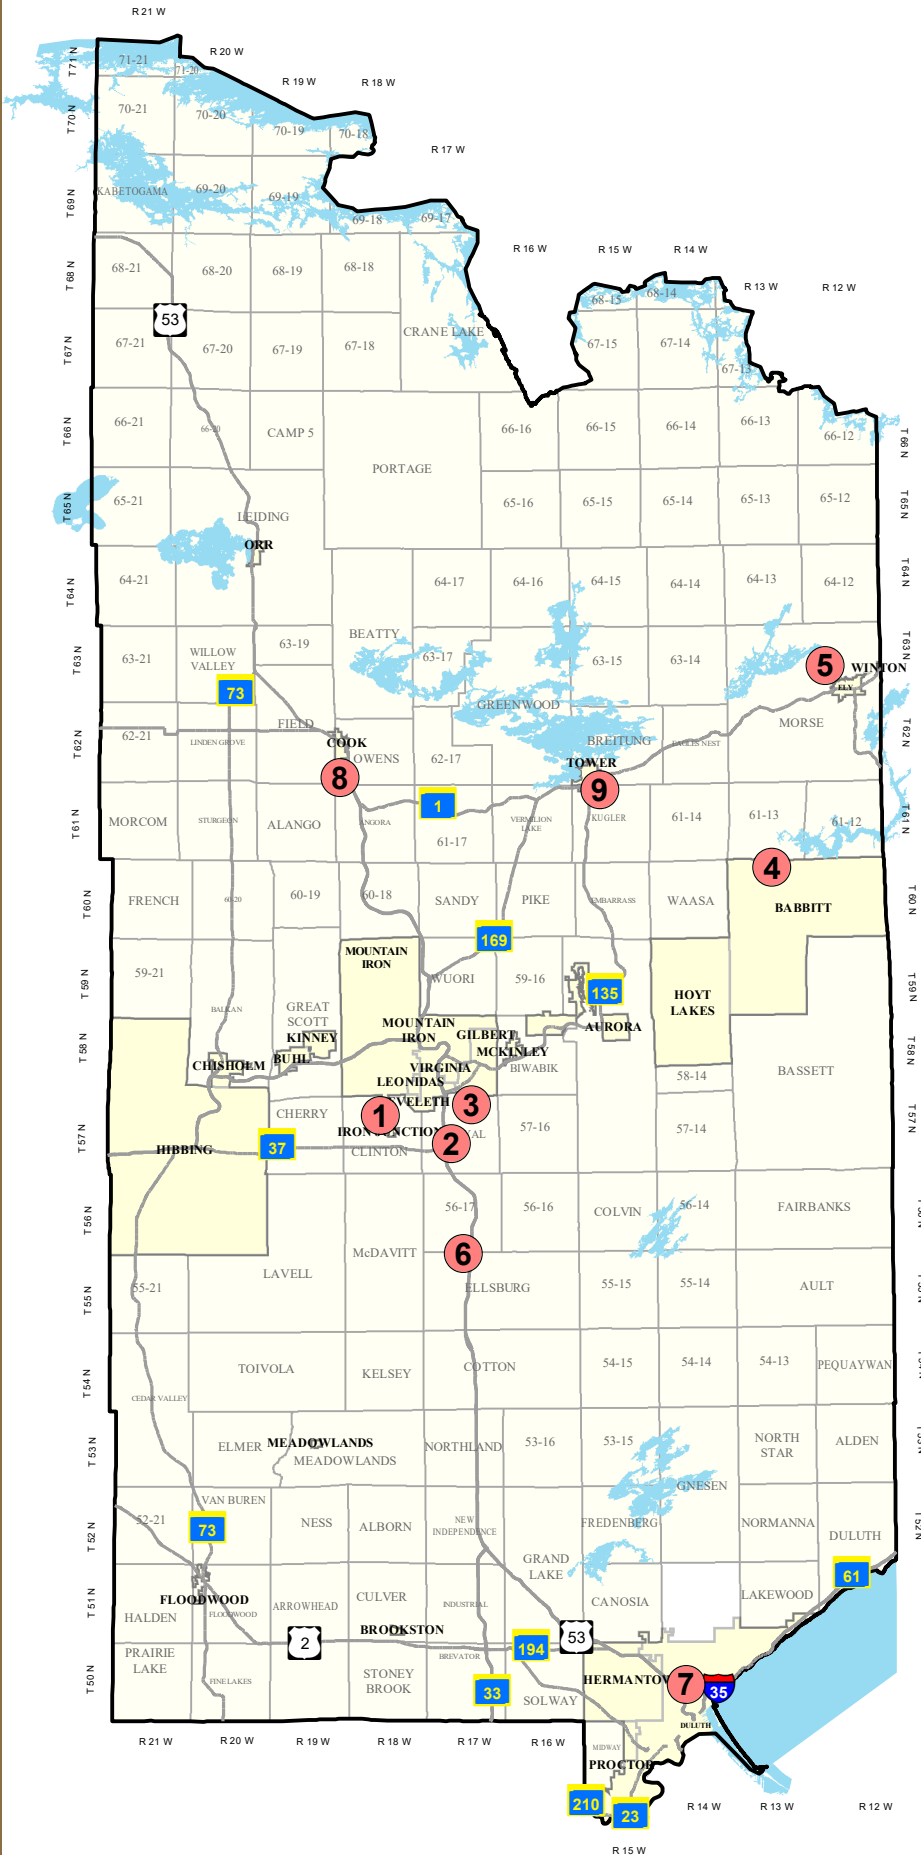 R 21 W
R 20 W
R 19 W
R 18 W
R 17 W
R 16 W
R 15 W
R 14 W
R 13 W
R 12 W
T 71 N
71-21
71-20
T 70 N
70-21
70-20
70-19
70-18
T 69 N
KABETOGAMA
69-20
69-19
69-18
69-17
T 68 N
68-21
68-20
68-19
68-18
68-15
68-14
53
T 67 N
67-21
67-20
67-19
67-18
CRANE LAKE
67-15
67-14
67-13
T 66 N
66-21
66-20
CAMP 5
PORTAGE
66-16
66-15
66-14
66-13
66-12
T 66 N
T 65 N
65-21
LEIDING
65-16
65-15
65-14
65-13
65-12
T 65 N
ORR
T 64 N
64-21
64-17
64-16
64-15
64-14
64-13
64-12
T 64 N
T 63 N
63-21
WILLOW
VALLEY
63-19
BEATTY
63-17
63-15
63-14
5
WINTON
ELY
T 63 N
73
GREENWOOD
T 62 N
62-21
LINDEN GROVE
FIELD
COOK
OWENS
62-17
BREITUNG
EAGLES NEST
MORSE
T 62 N
8
TOWER
9
T 61 N
MORCOM
STURGEON
ALANGO
ANGORA
1
61-17
VERMILION
LAKE
KUGLER
61-14
61-13
61-12
T 61 N
4
T 60 N
FRENCH
60-20
60-19
60-18
SANDY
PIKE
EMBARRASS
WAASA
BABBITT
T 60 N
169
T 59 N
59-21
MOUNTAIN
IRON
WUORI
59-16
135
HOYT
LAKES
T 59 N
BALKAN
GREAT
SCOTT
T 58 N
KINNEY
MOUNTAIN
IRON
GILBERT
AURORA
CHISHOLM
BUHL
MCKINLEY
BIWABIK
VIRGINIA
LEONIDAS
58-14
BASSETT
T 58 N
CHERRY
1
EVELETH
3
T 57 N
HIBBING
37
CLINTON
2
57-16
57-14
T 57 N
T 56 N
56-17
56-16
COLVIN
56-14
FAIRBANKS
McDAVITT
6
LAVELL
T 55 N
55-21
ELLSBURG
55-15
55-14
AULT
T 54 N
TOIVOLA
KELSEY
COTTON
54-15
54-14
54-13
PEQUAYWAN
CEDAR VALLEY
T 53 N
ELMER
MEADOWLANDS
MEADOWLANDS
NORTHLAND
53-16
53-15
NORTH
STAR
ALDEN
GNESEN
T 52 N
52-21
VAN BUREN
73
NESS
ALBORN
NEW
INDEPENDENCE
FREDENBERG
NORMANNA
DULUTH
GRAND
LAKE
61
T 51 N
FLOODWOOD
HALDEN
FLOODWOOD
ARROWHEAD
CULVER
INDUSTRIAL
CANOSIA
LAKEWOOD
BROOKSTON
2
194
53
T 50 N
PRAIRIE
LAKE
FINE LAKES
STONEY
BROOK
BREVATOR
33
SOLWAY
HERMANTOWN
7
35
DULUTH
R 21 W
R 20 W
R 19 W
R 18 W
R 17 W
R 16 W
MIDWAY
PROCTOR
210
23
R 14 W
R 13 W
R 12 W
R 15 W